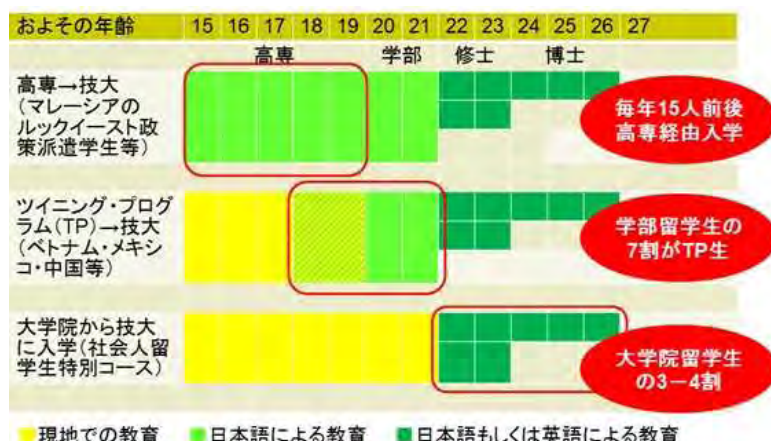 およその年齢 15 16 17 18 19 20 21 22 23 24 25 26 27
高専 学部 修士 博士
高専→技大
(マレーシアの
ルックイースト政
策派遣学生等)
毎年15人前後
高専経由入学
ツイニング・プログ
ラム(TP)→技大
(ベトナム・メキシ
コ・中国等)
学部留学生の
7割がTP生
大学院から技大
に入学(社会人留
学生特別コース)
大学院留学生
の3－4割
現地での教育 日本語による教育 日本語もしくは英語による教育